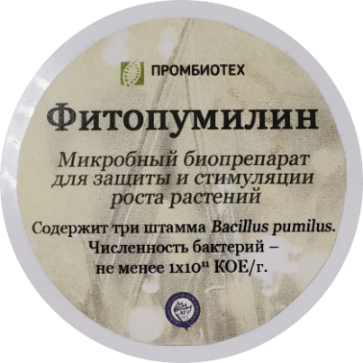 ПРОМБИОТЕХ
Фитопумилин
Микробный биопрепарат
для защиты и стимуляции
роста растений
Содержит три штамма Bacillus pumilus.
Численность бактерий –
не менее 1x10¹¹ КОЕ/г.